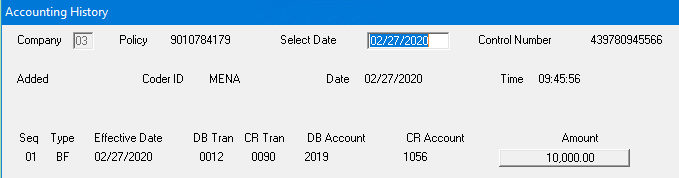 Accounting History
Company 03 Policy 9010784179 Select Date 02/27/2020 Control Number 439780945566
Added Coder ID MENA Date 02/27/2020 Time 09:45:56
Seq Type Effective Date DB Tran CR Tran DB Account CR Account Amount
01 BF 02/27/2020 0012 0090 2019 1056 10,000.00